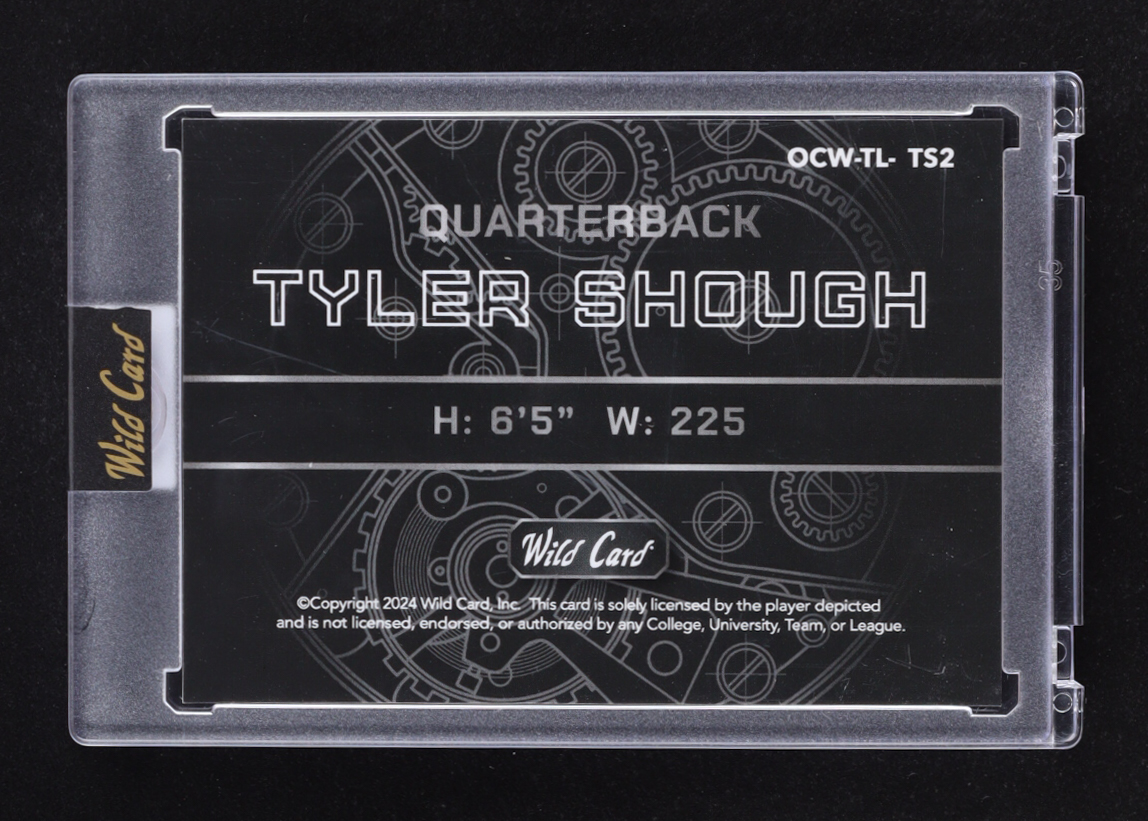 OCW-TL- TS2
QUARTERBACK
TYLER SHOUGH
H: 6'5” W: 225
Wild Card
Wild Card
©Copyright 2024 Wild Card, Inc. This card is solely licensed by the player depicted
and is not licensed, endorsed, or authorized by any College, University, Team, or League.
35